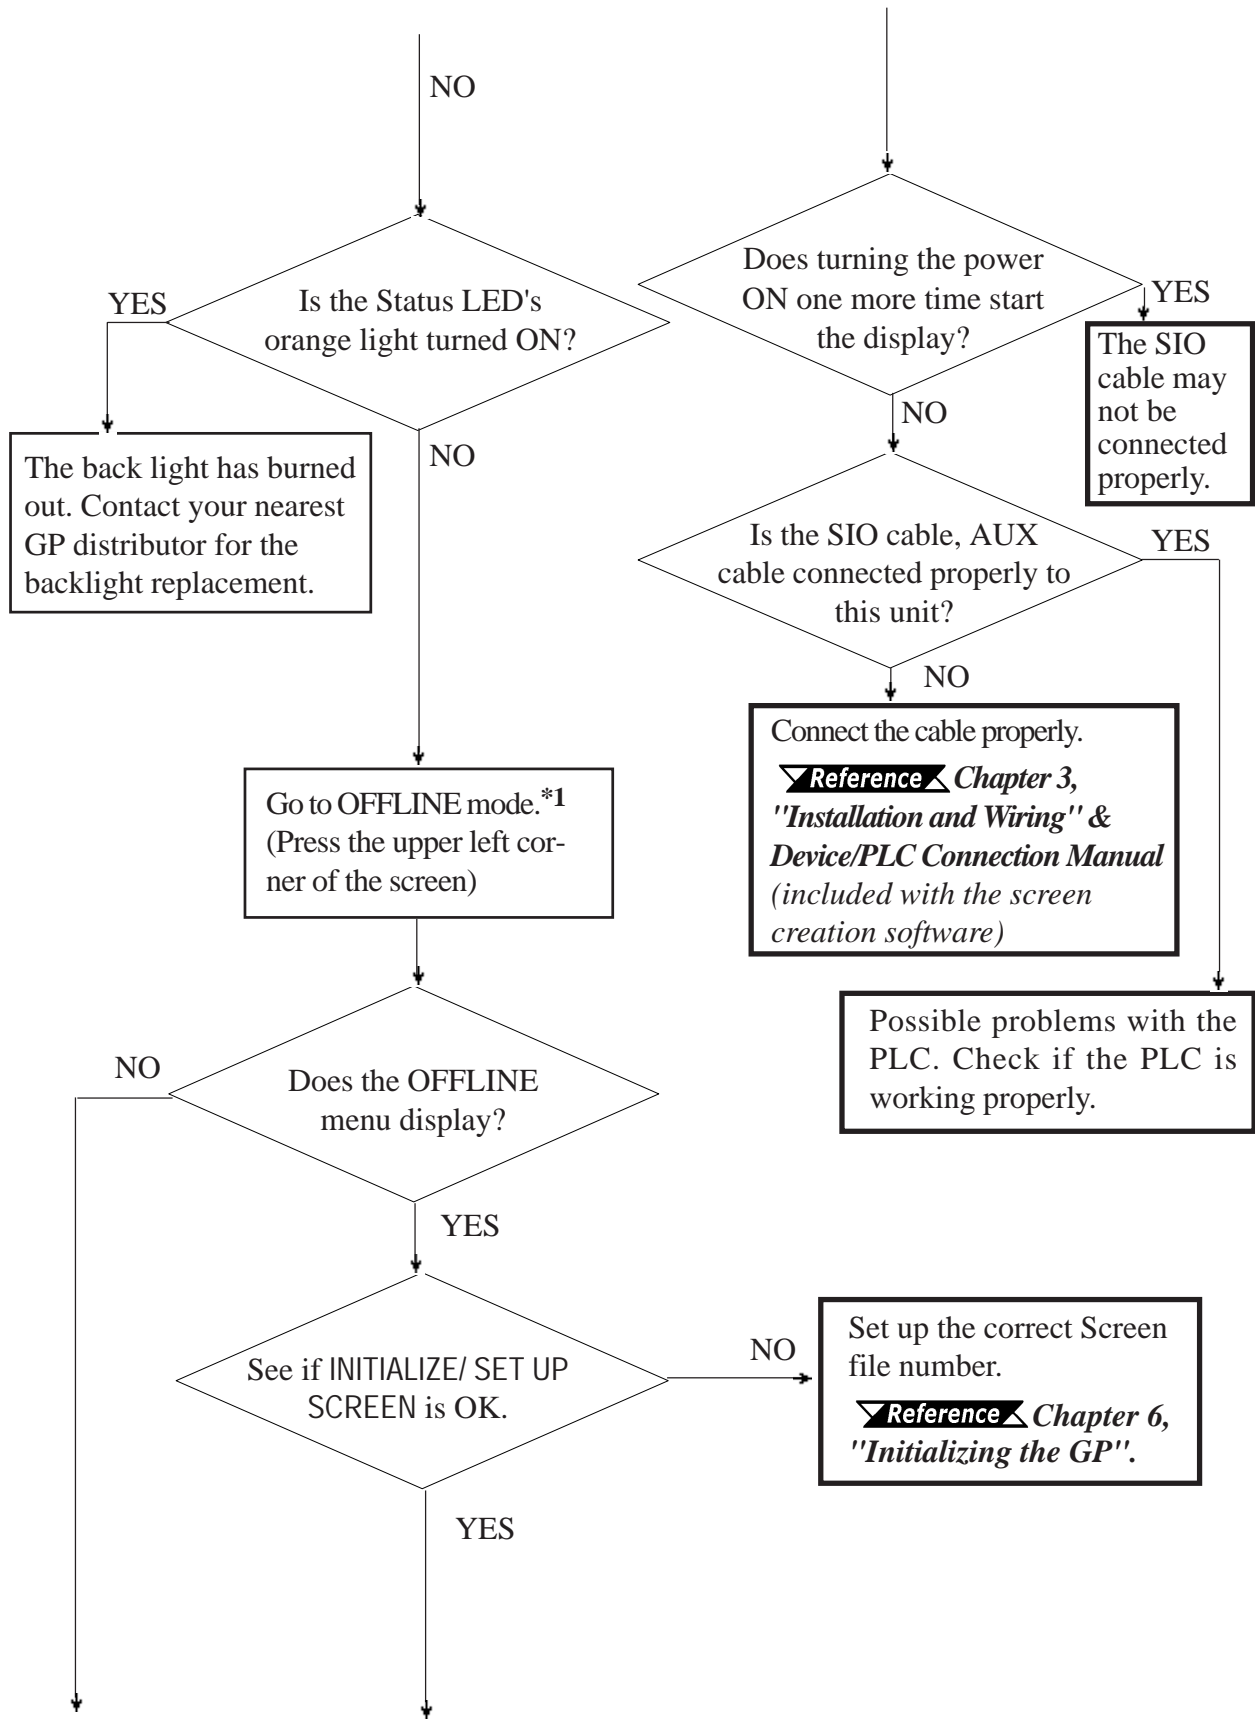 NO
YES
Is the Status LED's
orange light turned ON?
The back light has burned
out. Contact your nearest
GP distributor for the
backlight replacement.
NO
Go to OFFLINE mode.*1
(Press the upper left cor-
ner of the screen)
NO
Does the OFFLINE
menu display?
YES
See if INITIALIZE/ SET UP
SCREEN is OK.
NO
Set up the correct Screen
file number.
Reference Chapter 6,
"Initializing the GP".
YES
Does turning the power
ON one more time start
the display?
YES
The SIO
cable may
not be
connected
properly.
NO
Is the SIO cable, AUX
cable connected properly to
this unit?
YES
NO
Connect the cable properly.
Reference Chapter 3,
"Installation and Wiring" &
Device/PLC Connection Manual
(included with the screen
creation software)
Possible problems with the
PLC. Check if the PLC is
working properly.